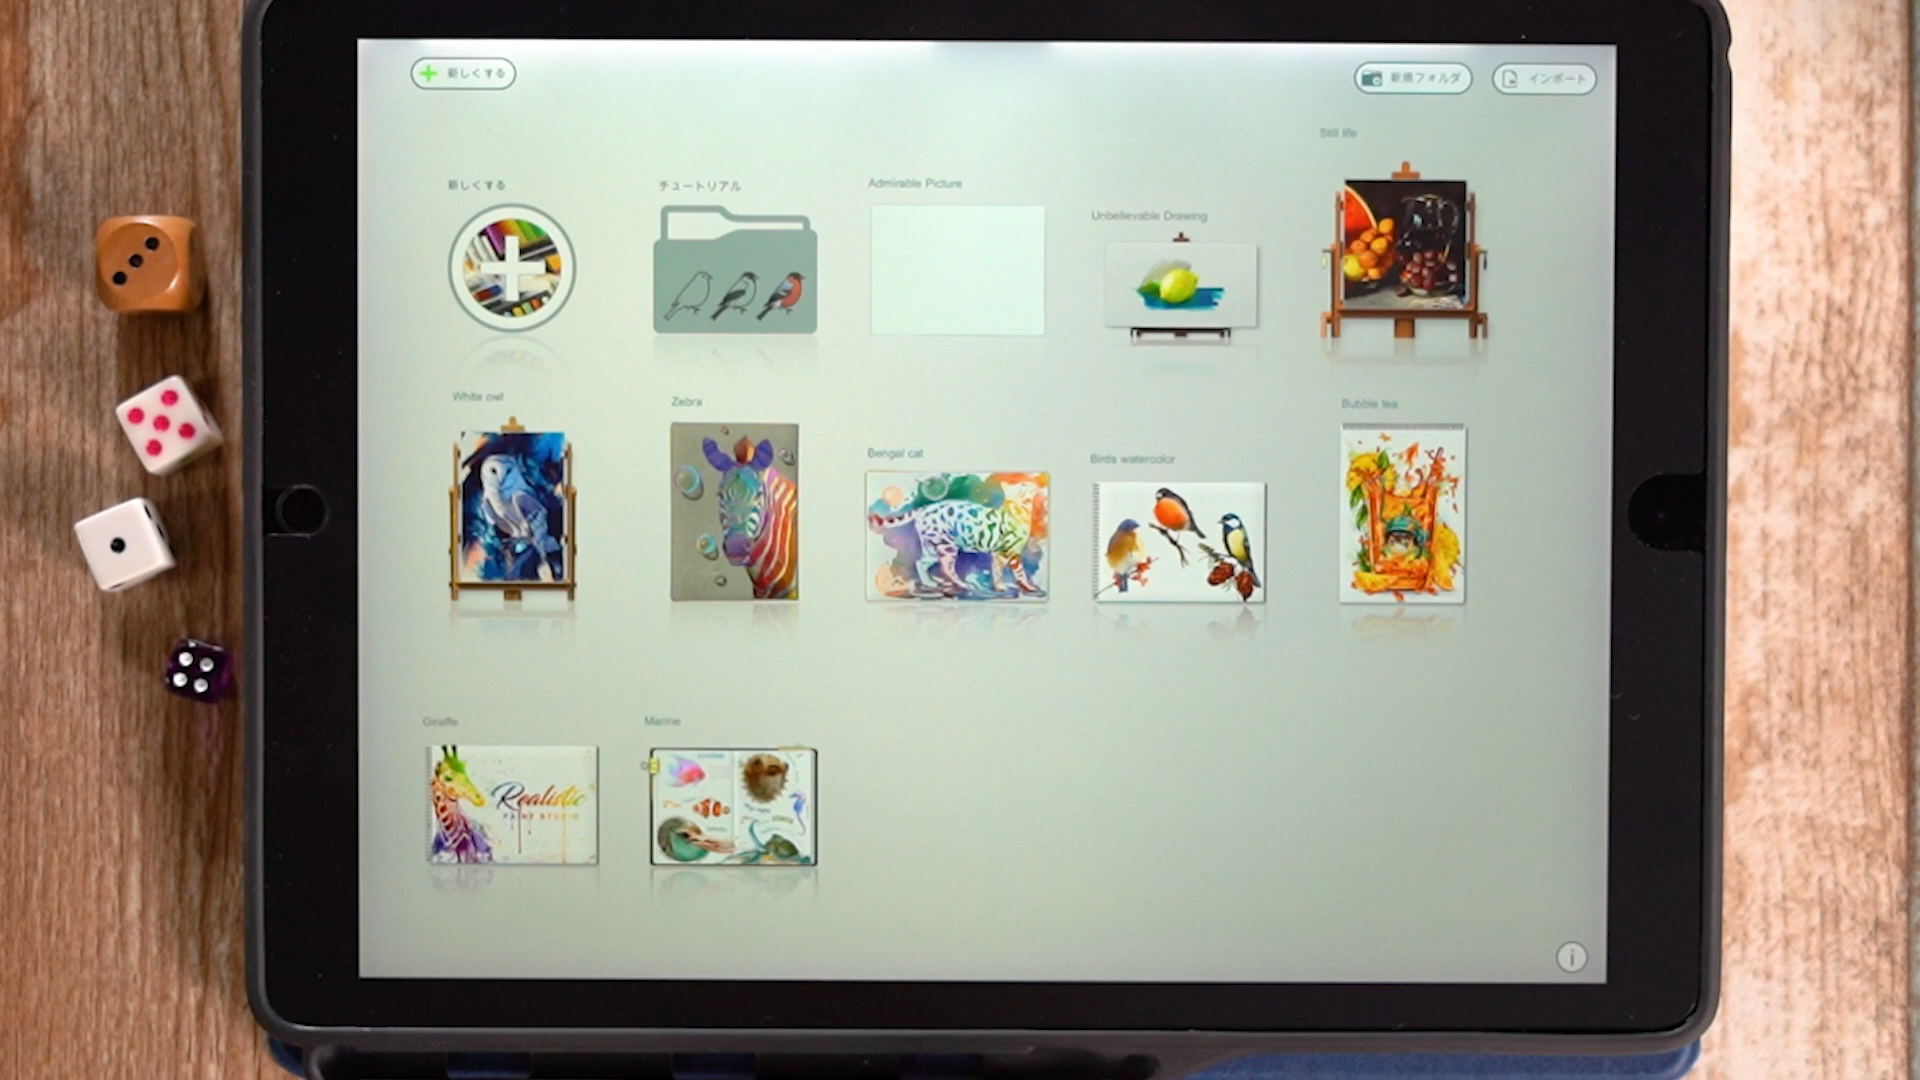 新しくする
新規フォルダ
インポート
Still life
新しくする
チュートリアル
Admirable Picture
Unbelievable Drawing
White owl
Zebra
Bengal cat
Birds watercolor
Bubble tea
Giraffe
Marine
Realistic
PAINT STUDIO